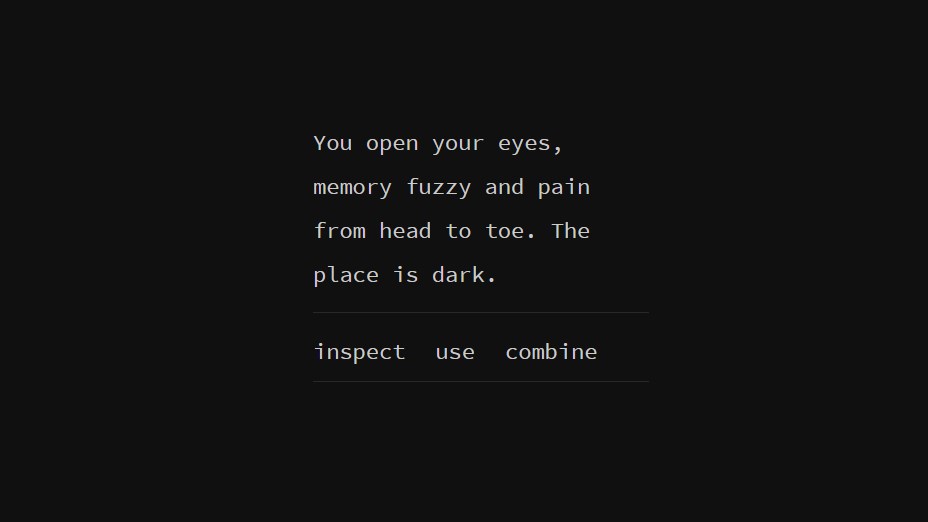 You open your eyes,
memory fuzzy and pain
from head to toe. The
place is dark.
inspect use combine